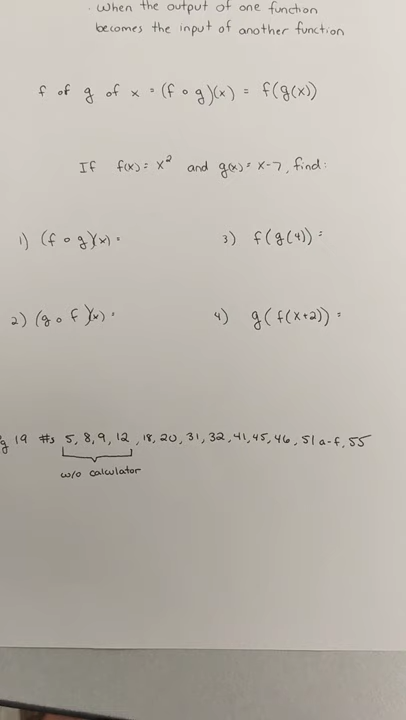 . When the output of one function
becomes the input of another function
f of g of x = (f ∘ g)(x) = f(g(x))
If f(x) = x² and g(x) = x-7, find:
1) (f ∘ g)(x) =
3) f(g(4)) =
2) (g ∘ f)(x) =
4) g(f(x+2)) =
g 19 #s 5, 8, 9, 12, 18, 20, 31, 32, 41, 45, 46, 51 a-f, 55
w/o calculator